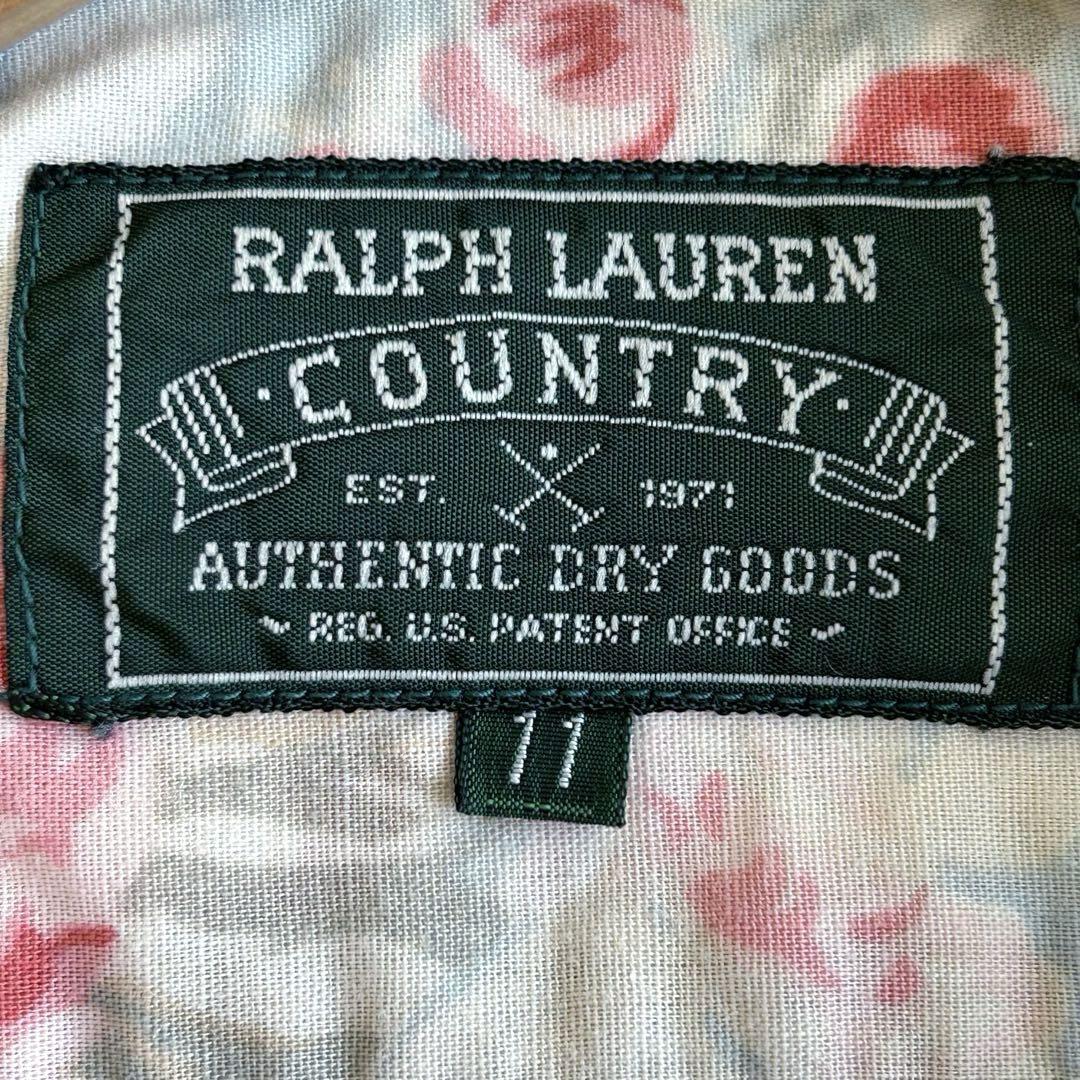 RALPH LAUREN
· COUNTRY ·
EST. 1971
AUTHENTIC DRY GOODS
~ REG. U.S. PATENT OFFICE ~
11